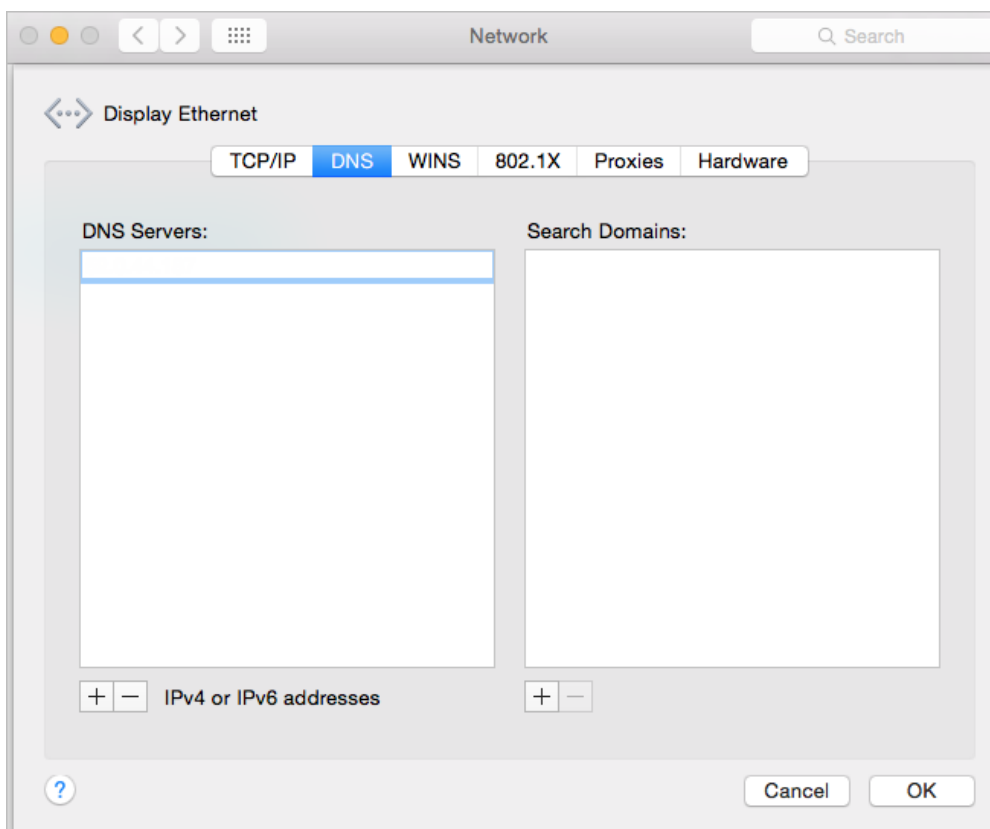 Network
Search
Display Ethernet
TCP/IP DNS WINS 802.1X Proxies Hardware
DNS Servers: Search Domains:
+ − IPv4 or IPv6 addresses + −
? Cancel OK